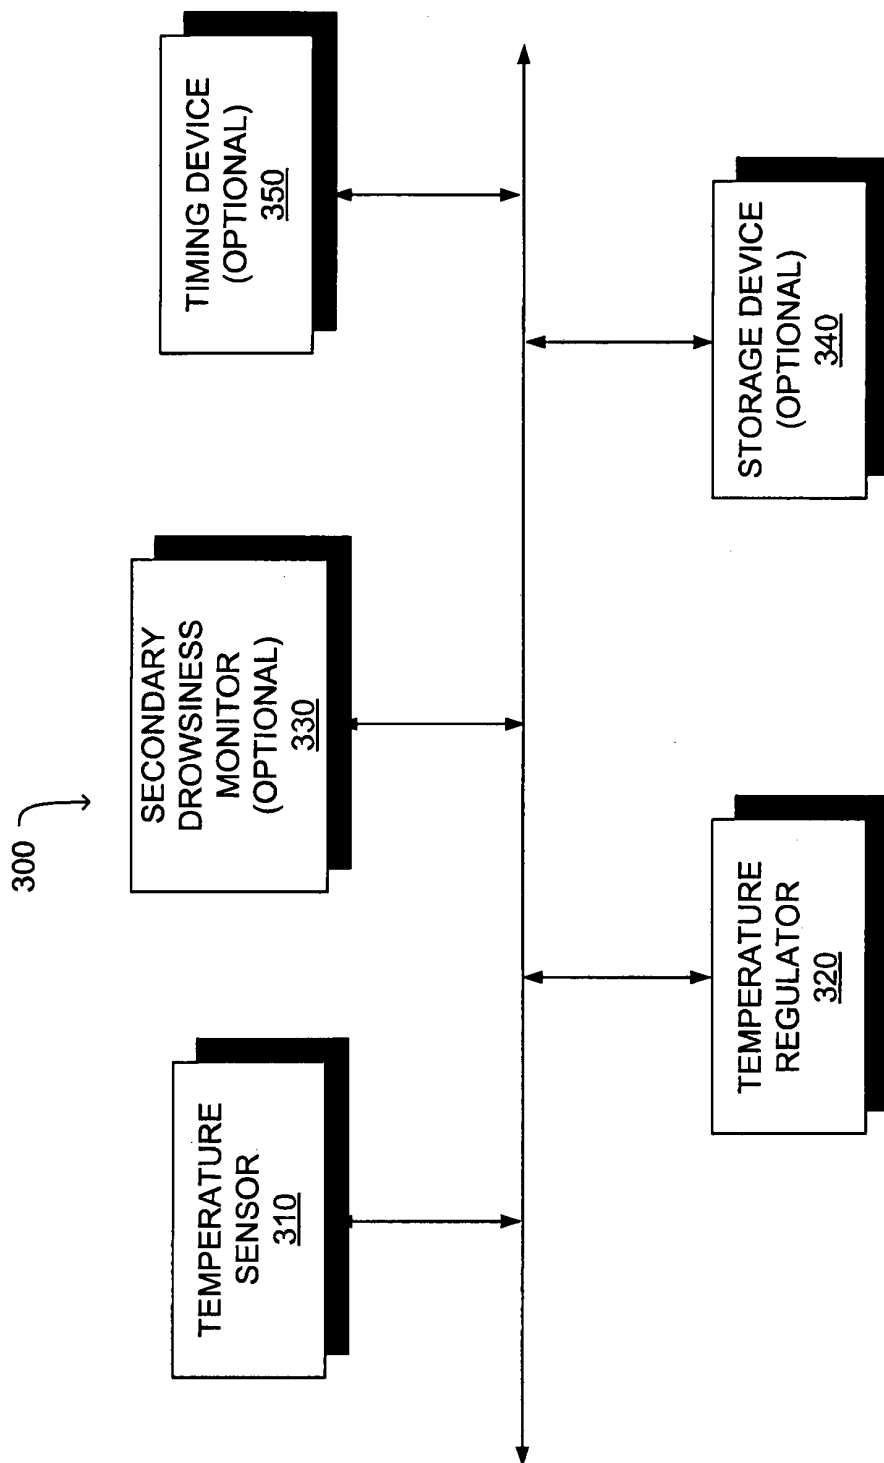 300
TEMPERATURE
SENSOR
310
SECONDARY
DROWSINESS
MONITOR
(OPTIONAL)
330
TIMING DEVICE
(OPTIONAL)
350
TEMPERATURE
REGULATOR
320
STORAGE DEVICE
(OPTIONAL)
340